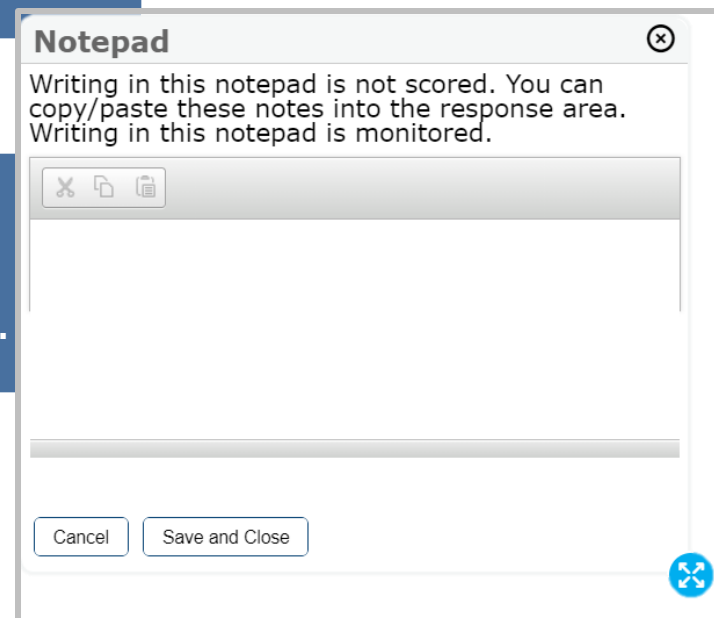 Notepad
Writing in this notepad is not scored. You can
copy/paste these notes into the response area.
Writing in this notepad is monitored.
Cancel Save and Close